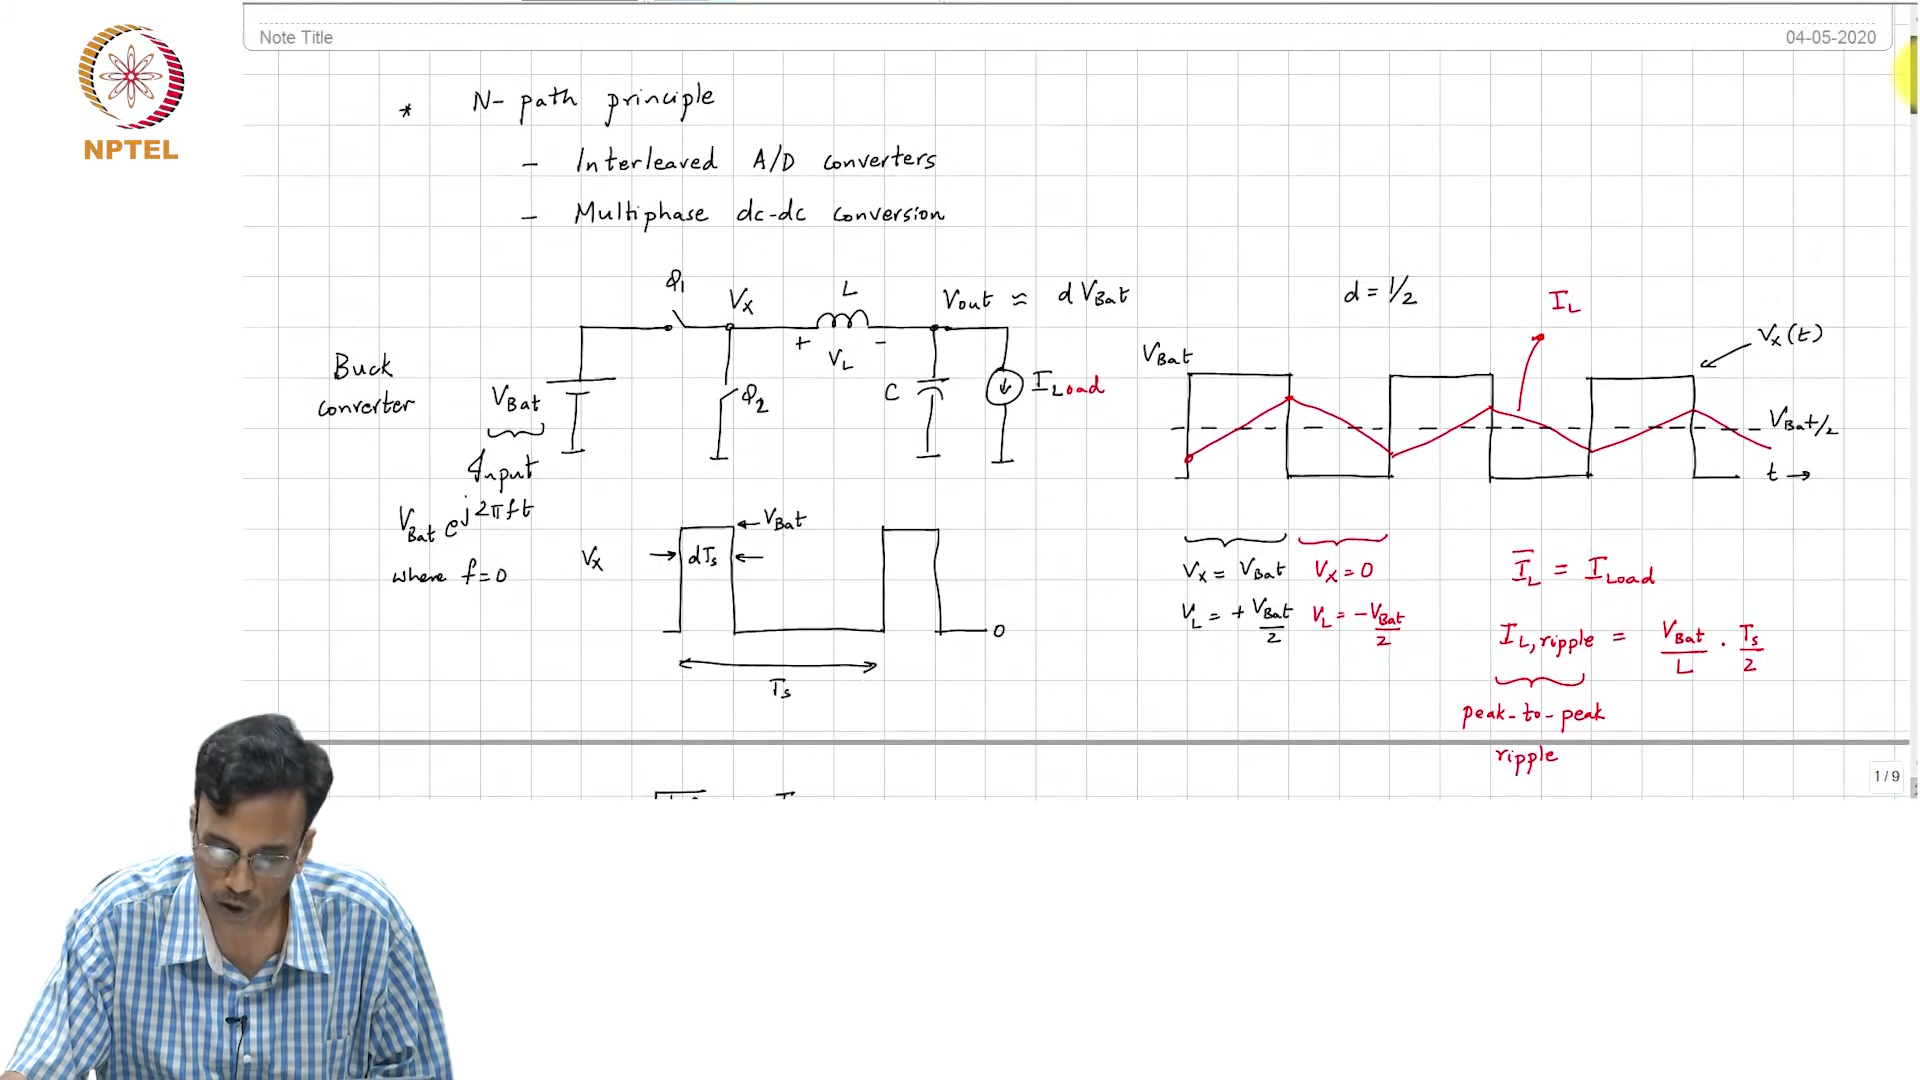 Note Title
04-05-2020
NPTEL
* N-path principle
- Interleaved A/D converters
- Multiphase dc-dc conversion
Buck converter
Φ1
VX
L
Vout ≈ d VBat
+ VL -
VBat
Φ2
C
ILoad
Input
VBat e^j2πft
where f=0
VX
dTs
← VBat
0
Ts
d = 1/2
IL
VX(t)
VBat
VBat/2
t →
VX = VBat
VX = 0
VL = + VBat/2
VL = - VBat/2
IL = ILoad
IL,ripple = VBat/L · Ts/2
peak-to-peak
ripple
1 / 9